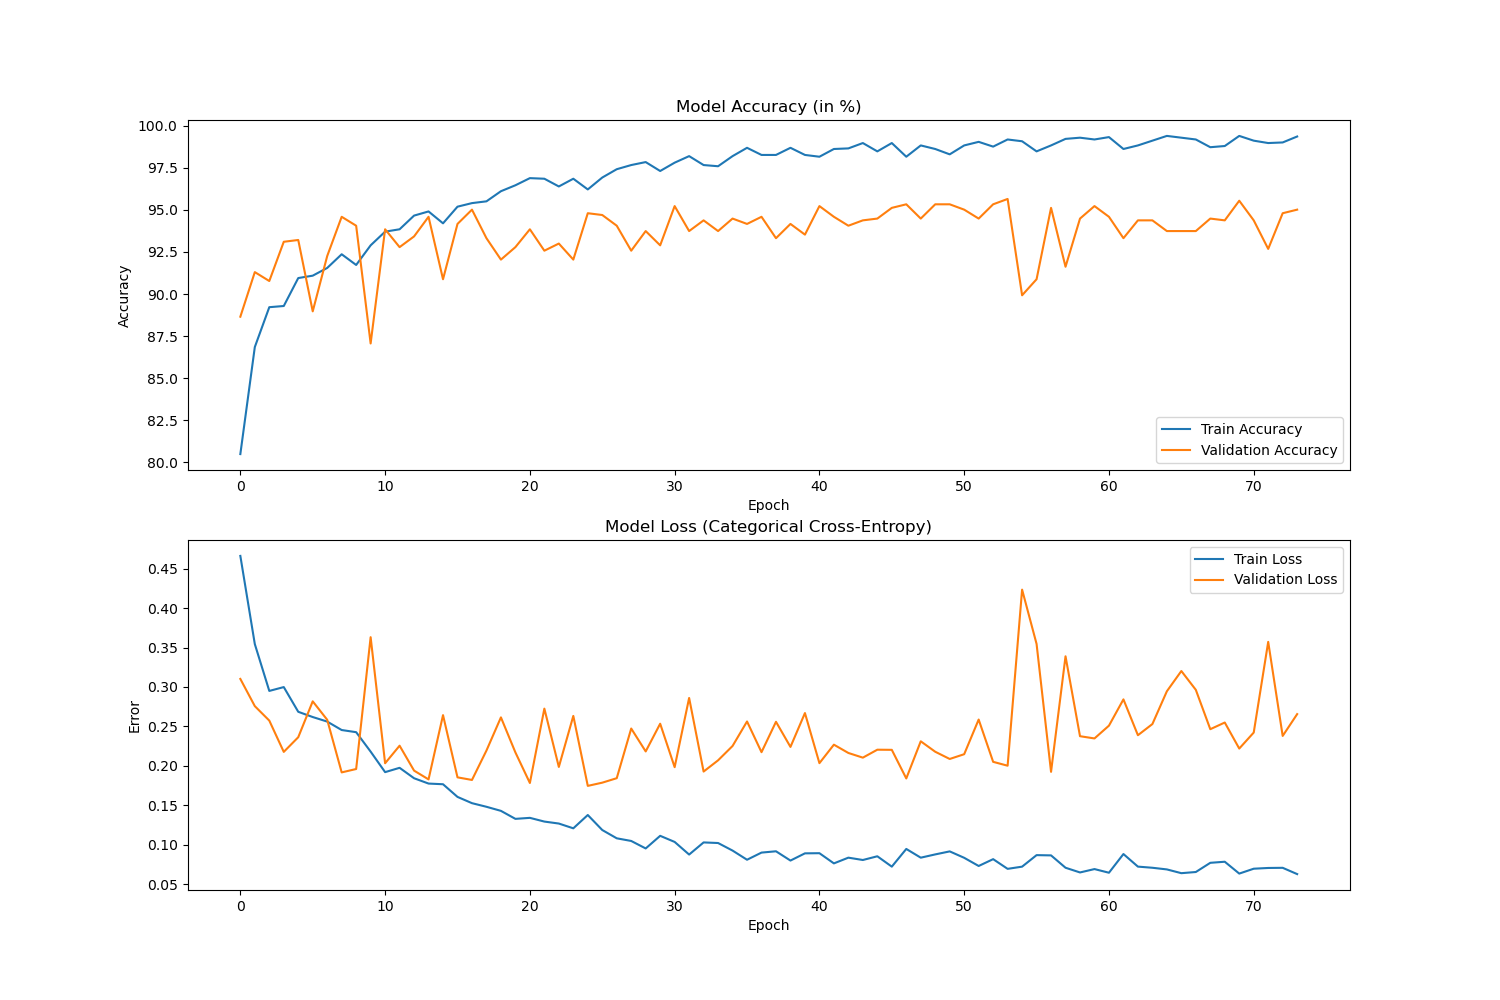 Model Accuracy (in %)
100.0
97.5
95.0
92.5
90.0
87.5
85.0
82.5
80.0
Accuracy
Train Accuracy
Validation Accuracy
0 10 20 30 40 50 60 70
Epoch
Model Loss (Categorical Cross-Entropy)
Train Loss
Validation Loss
0.45
0.40
0.35
0.30
0.25
0.20
0.15
0.10
0.05
Error
0 10 20 30 40 50 60 70
Epoch